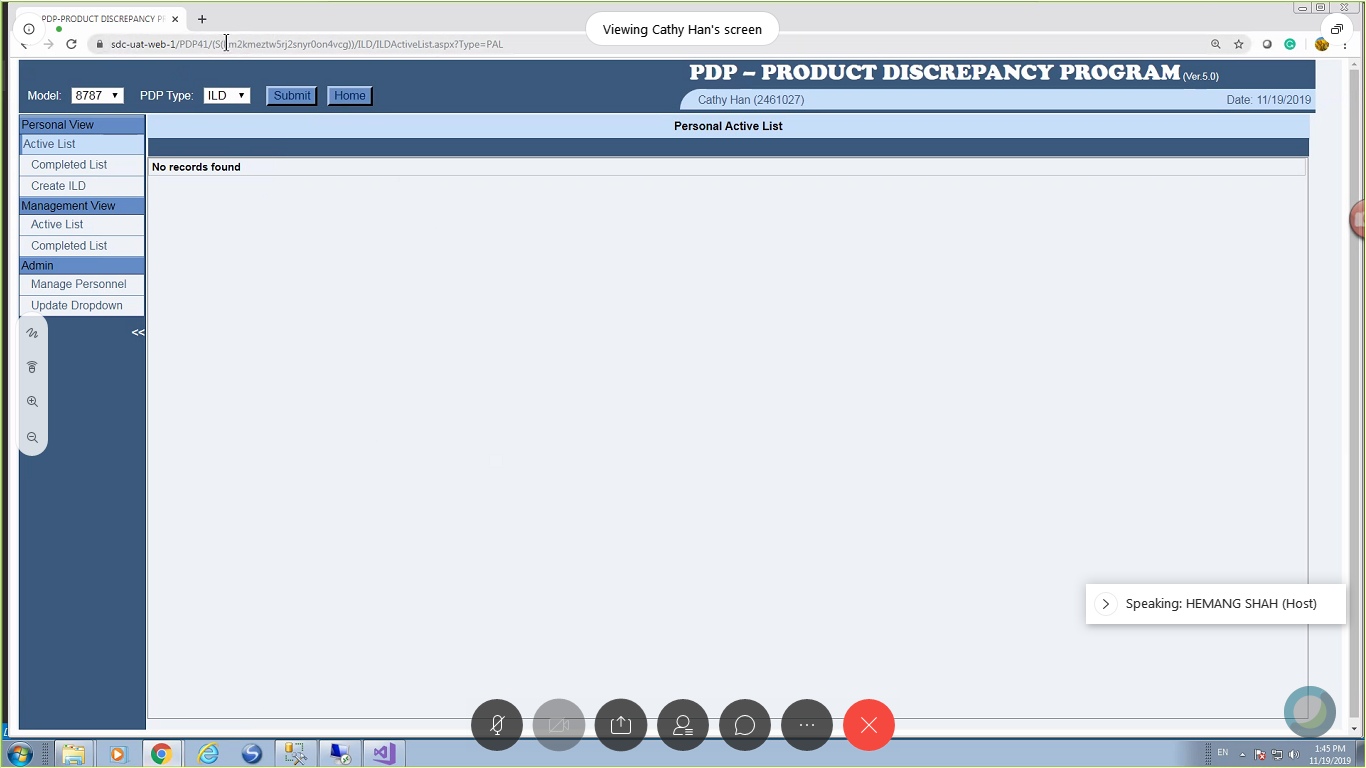 PDP-PRODUCT DISCREPANCY P
Viewing Cathy Han's screen
sdc-uat-web-1/PDP41/(S( m2kmeztw5rj2snyr0on4vcg))/ILD/ILDActiveList.aspx?Type=PAL
PDP – PRODUCT DISCREPANCY PROGRAM (Ver.5.0)
Model: 8787 PDP Type: ILD Submit Home
Cathy Han (2461027) Date: 11/19/2019
Personal View
Active List
Completed List
Create ILD
Management View
Active List
Completed List
Admin
Manage Personnel
Update Dropdown
<<
Personal Active List
No records found
Speaking: HEMANG SHAH (Host)
EN
1:45 PM
11/19/2019